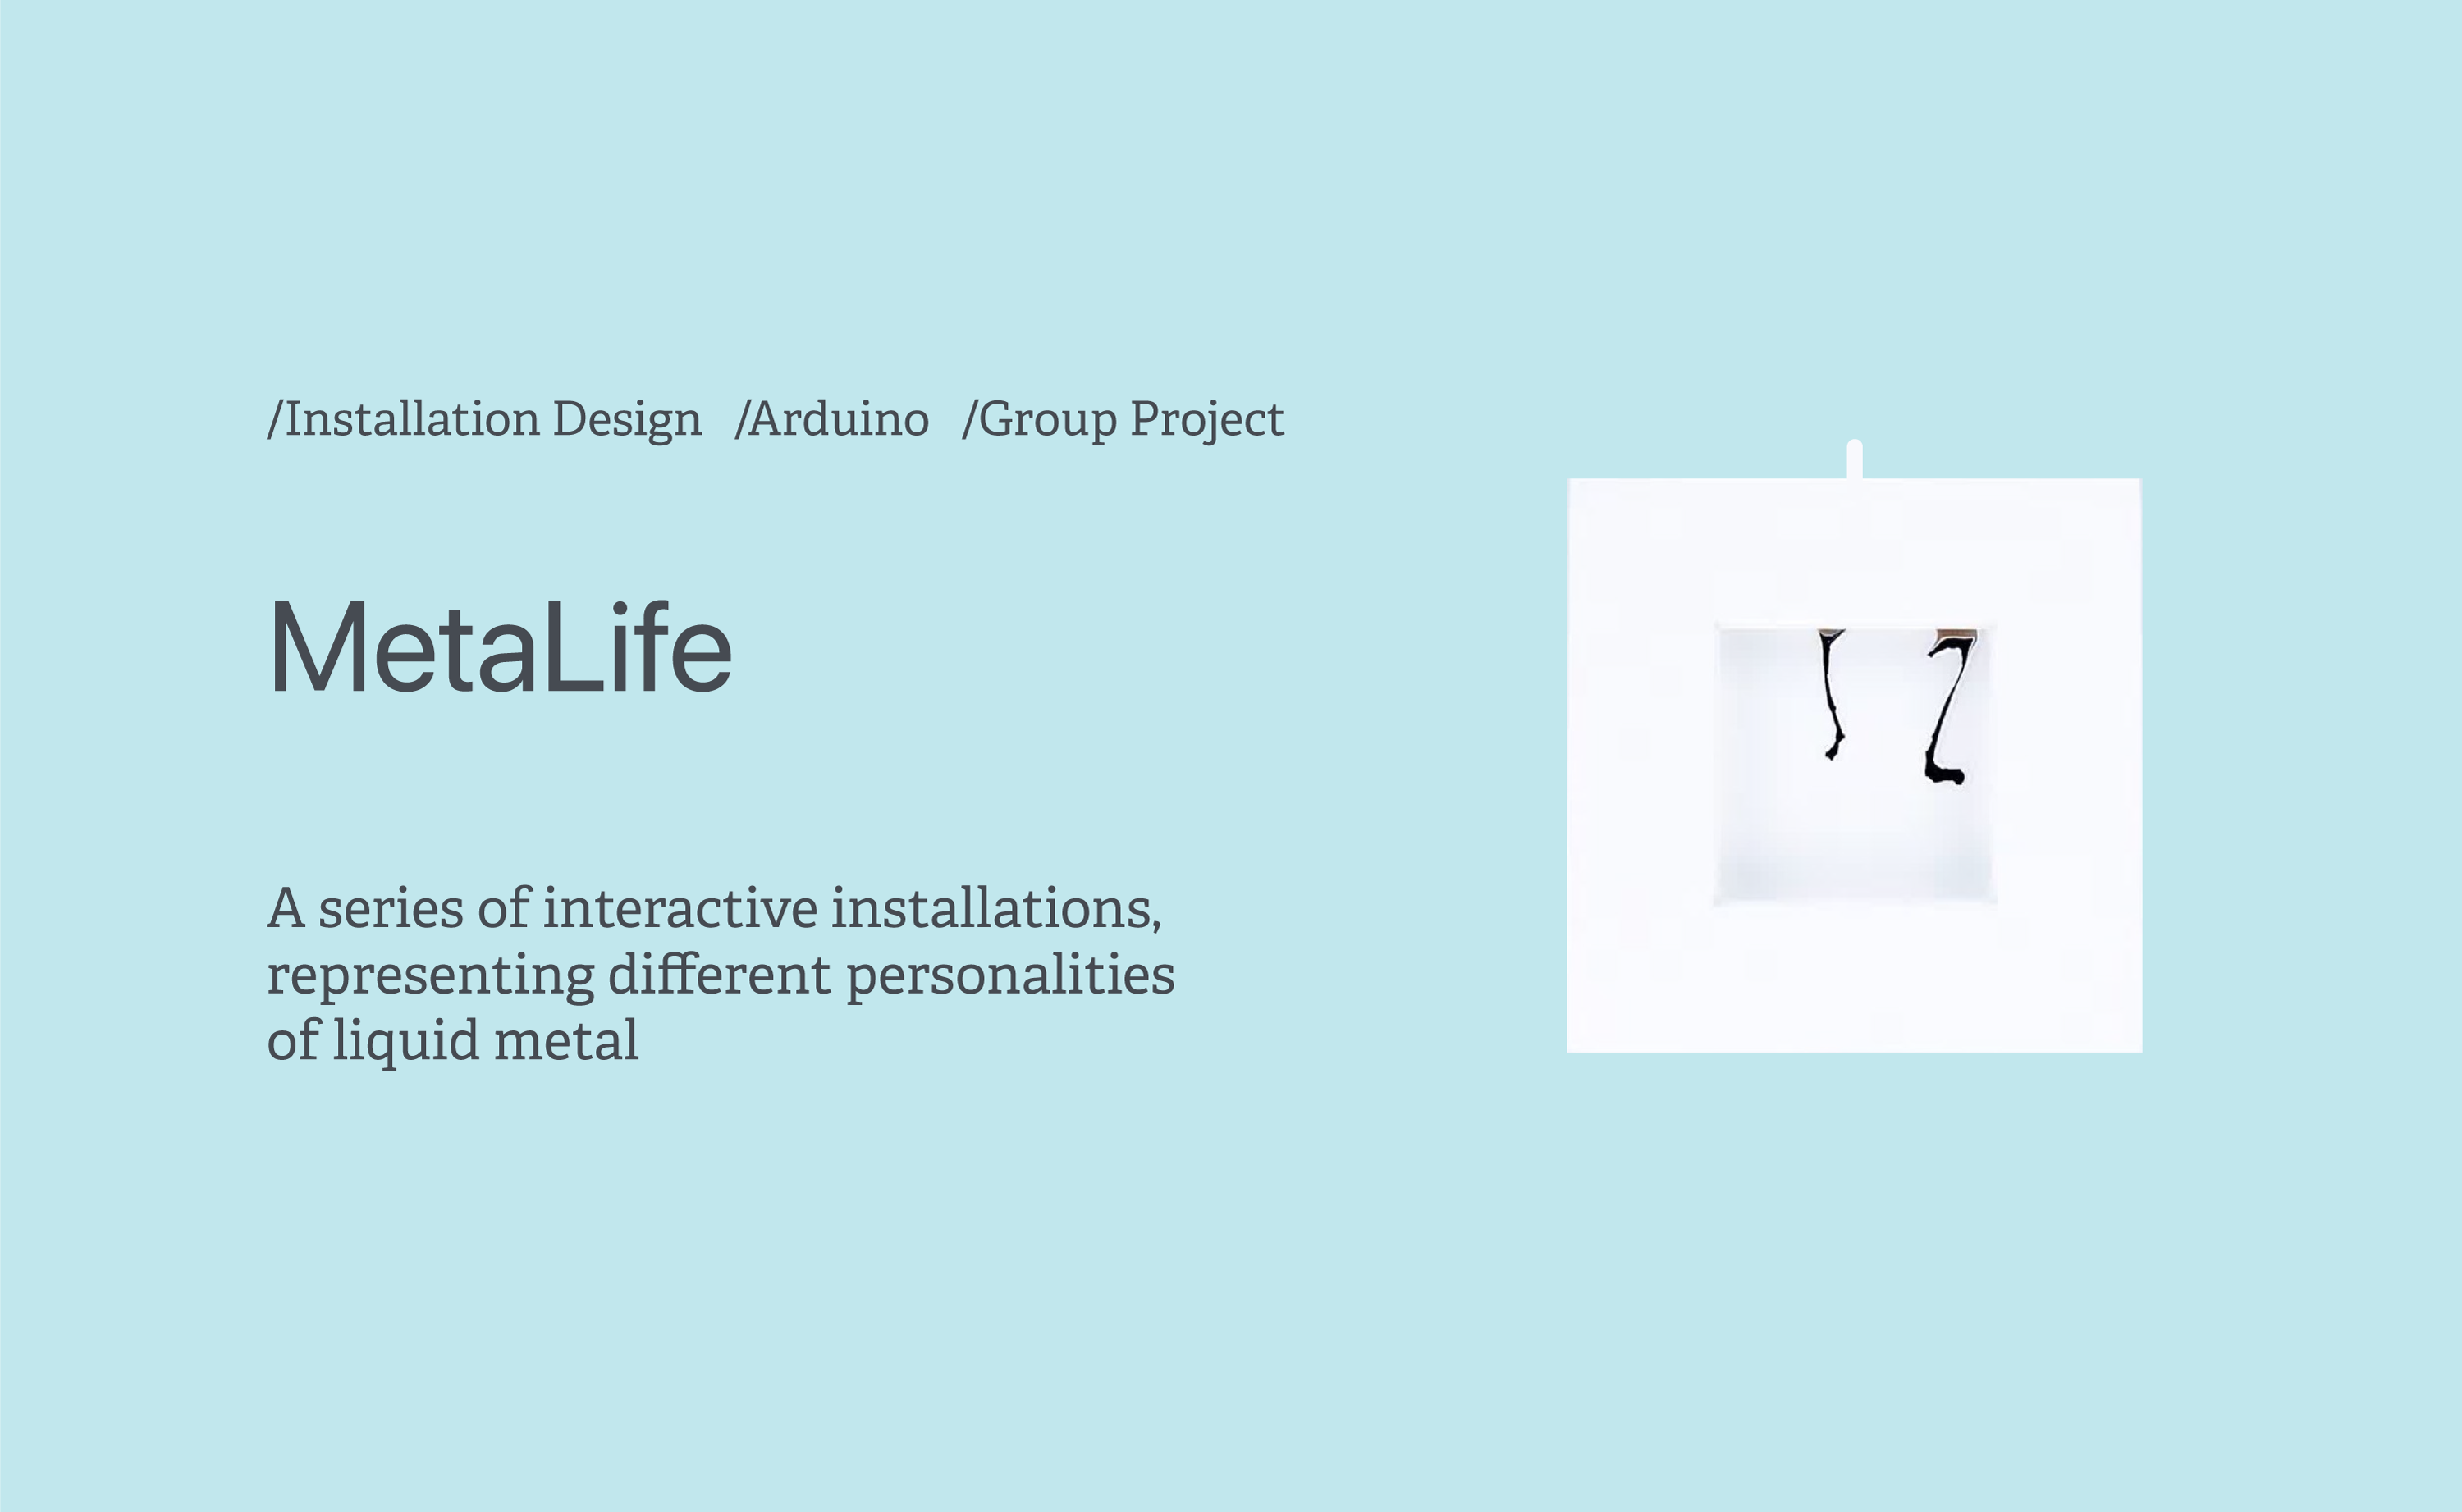 /Installation Design /Arduino /Group Project
MetaLife
A series of interactive installations,
representing different personalities
of liquid metal